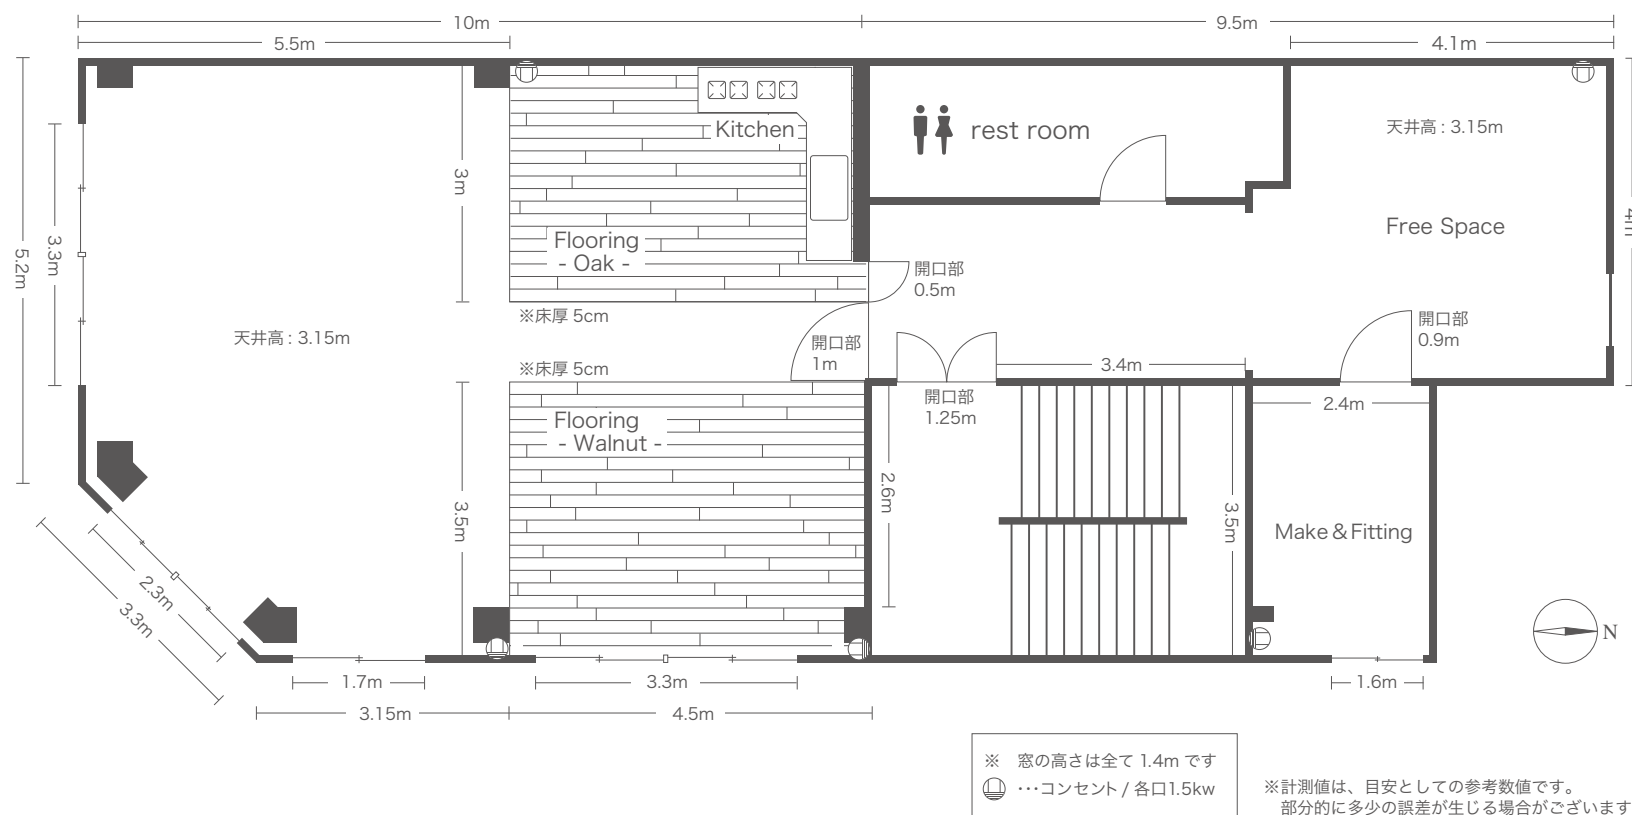 10m
9.5m
5.5m
4.1m
Kitchen
rest room
天井高 : 3.15m
3m
Flooring
- Oak -
Free Space
5.2m
3.3m
開口部
0.5m
※床厚 5cm
天井高 : 3.15m
開口部
1m
開口部
0.9m
※床厚 5cm
3.4m
開口部
1.25m
2.4m
Flooring
- Walnut -
3.5m
2.6m
3.5m
Make & Fitting
2.3m
3.3m
N
1.7m
3.3m
1.6m
3.15m
4.5m
※ 窓の高さは全て 1.4m です
･･･コンセント / 各口1.5kw
※計測値は、目安としての参考数値です。
部分的に多少の誤差が生じる場合がございます